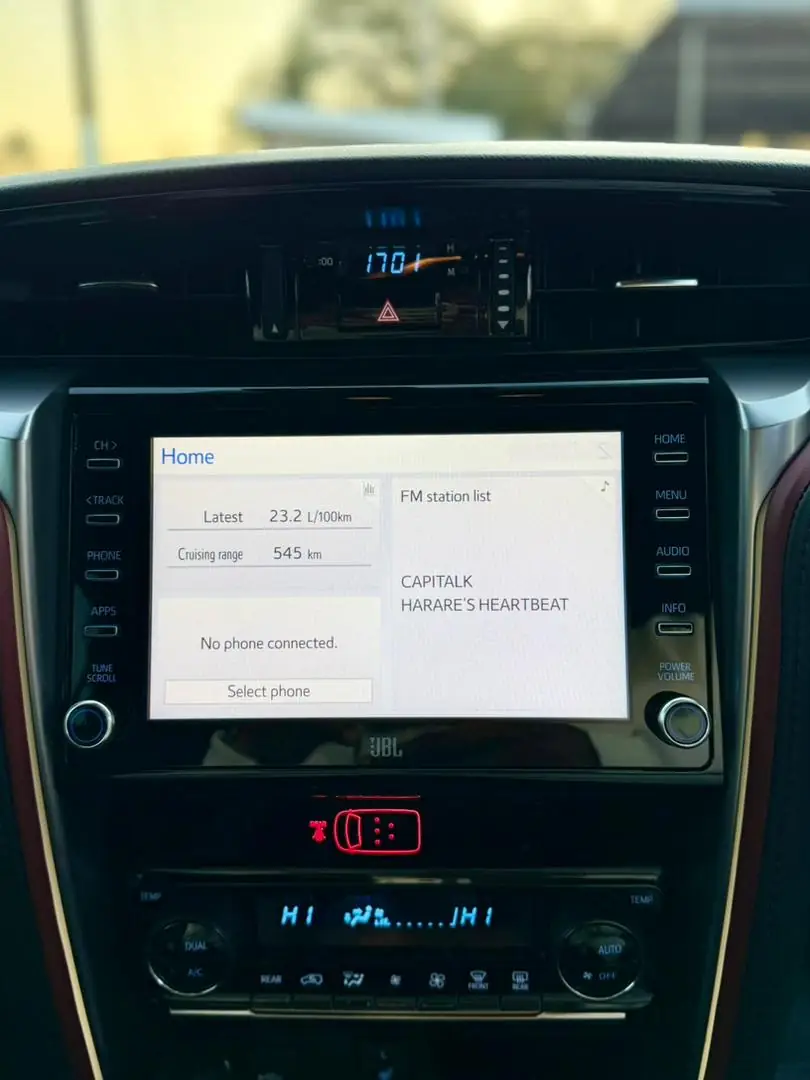 :00
1701
H
M
CH >
< TRACK
PHONE
APPS
TUNE
SCROLL
Home
Latest 23.2 L/100km
Cruising range 545 km
No phone connected.
Select phone
FM station list
CAPITALK
HARARE'S HEARTBEAT
HOME
MENU
AUDIO
INFO
POWER
VOLUME
JBL
TEMP
TEMP
HI
HI
DUAL
A/C
AUTO
OFF
REAR
FRONT
REAR